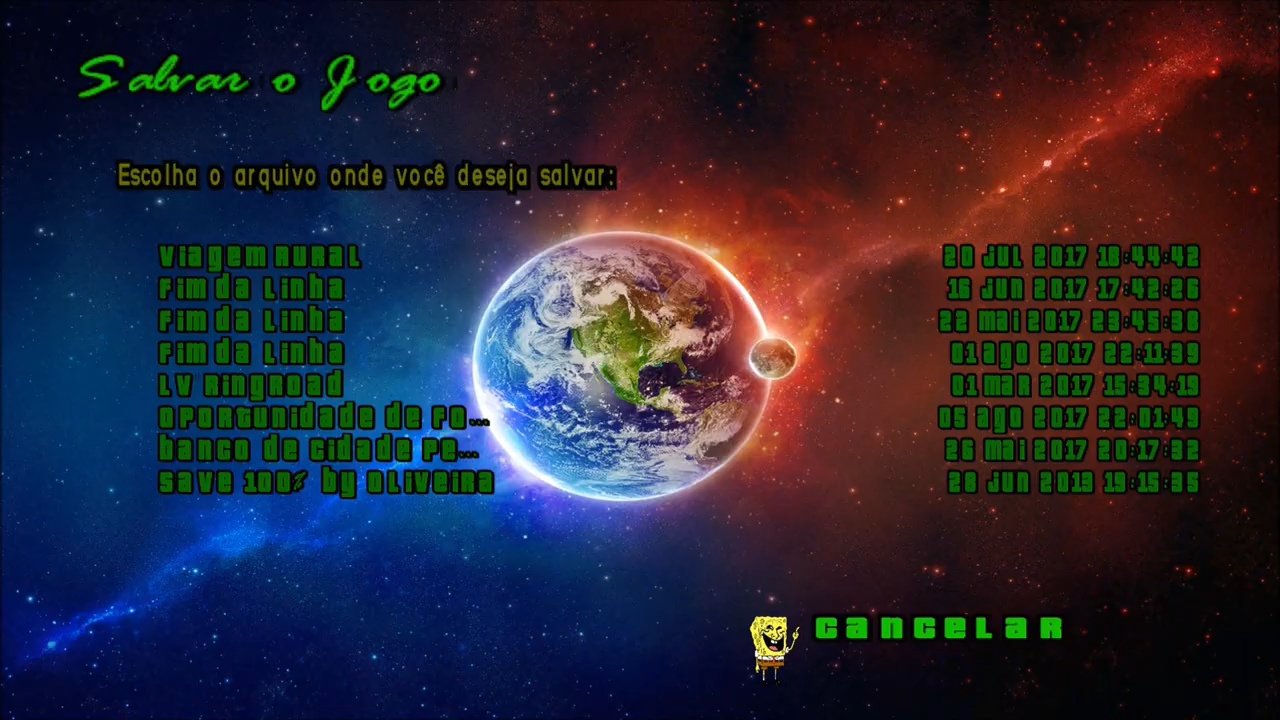 Salvar o Jogo
Escolha o arquivo onde você deseja salvar:
Viagem Rural 20 Jul 2017 18:44:42
Fim da Linha 16 Jun 2017 17:42:26
Fim da Linha 22 Mai 2017 23:45:38
Fim da Linha 01 Ago 2017 22:11:39
LV RingRoad 01 Mar 2017 15:34:19
Oportunidade de Fo... 05 Ago 2017 22:01:49
Banco de Cidade Pe... 26 Mai 2017 20:17:32
Save 100% by Oliveira 28 Jun 2013 19:15:35
Cancelar